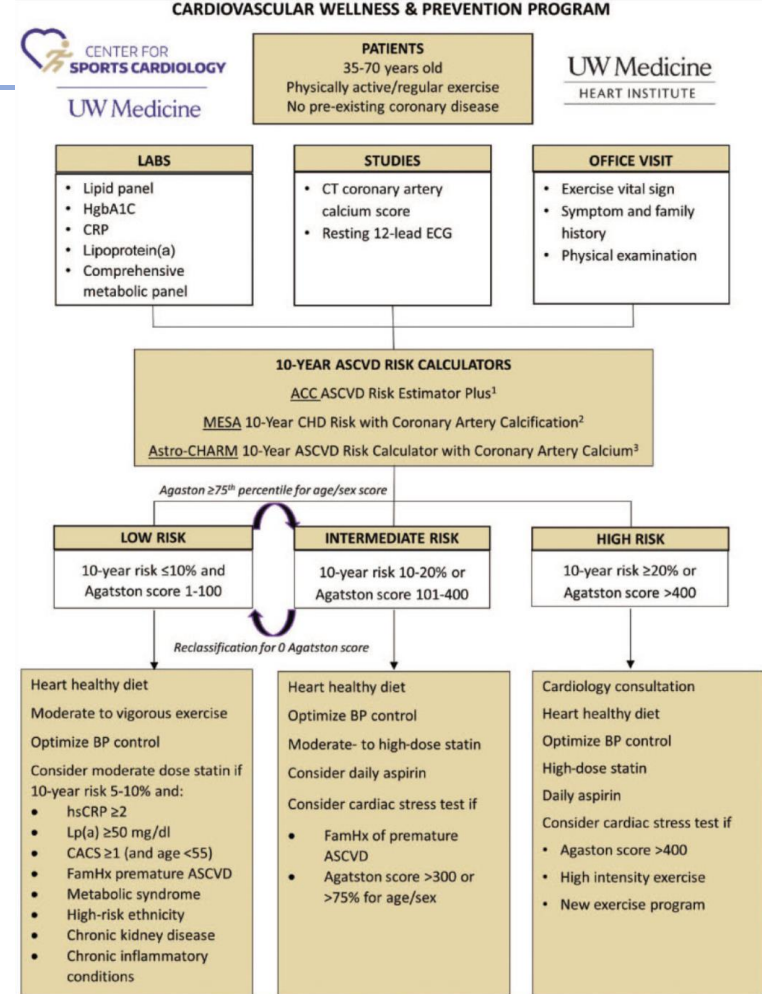 CARDIOVASCULAR WELLNESS & PREVENTION PROGRAM
CENTER FOR
SPORTS CARDIOLOGY
UW Medicine
PATIENTS
35-70 years old
Physically active/regular exercise
No pre-existing coronary disease
UW Medicine
HEART INSTITUTE
LABS
• Lipid panel
• HgbA1C
• CRP
• Lipoprotein(a)
• Comprehensive
metabolic panel
STUDIES
• CT coronary artery
calcium score
• Resting 12-lead ECG
OFFICE VISIT
• Exercise vital sign
• Symptom and family
history
• Physical examination
10-YEAR ASCVD RISK CALCULATORS
ACC ASCVD Risk Estimator Plus¹
MESA 10-Year CHD Risk with Coronary Artery Calcification²
Astro-CHARM 10-Year ASCVD Risk Calculator with Coronary Artery Calcium³
Agaston ≥75th percentile for age/sex score
LOW RISK
10-year risk ≤10% and
Agatston score 1-100
INTERMEDIATE RISK
10-year risk 10-20% or
Agatston score 101-400
HIGH RISK
10-year risk ≥20% or
Agatston score >400
Reclassification for 0 Agatston score
Heart healthy diet
Moderate to vigorous exercise
Optimize BP control
Consider moderate dose statin if
10-year risk 5-10% and:
• hsCRP ≥2
• Lp(a) ≥50 mg/dl
• CACS ≥1 (and age <55)
• FamHx premature ASCVD
• Metabolic syndrome
• High-risk ethnicity
• Chronic kidney disease
• Chronic inflammatory
conditions
Heart healthy diet
Optimize BP control
Moderate- to high-dose statin
Consider daily aspirin
Consider cardiac stress test if
• FamHx of premature
ASCVD
• Agatston score >300 or
>75% for age/sex
Cardiology consultation
Heart healthy diet
Optimize BP control
High-dose statin
Daily aspirin
Consider cardiac stress test if
• Agaston score >400
• High intensity exercise
• New exercise program